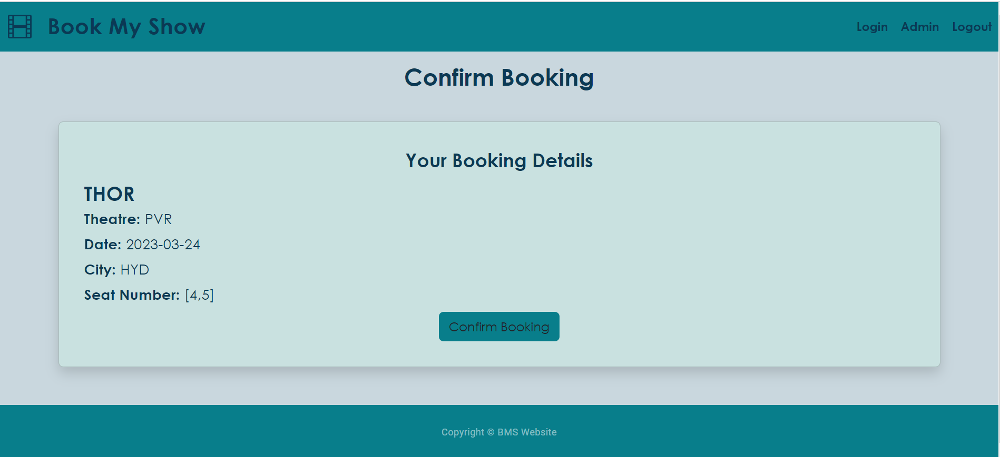 Book My Show
Login Admin Logout
Confirm Booking
Your Booking Details
THOR
Theatre: PVR
Date: 2023-03-24
City: HYD
Seat Number: [4,5]
Confirm Booking
Copyright © BMS Website